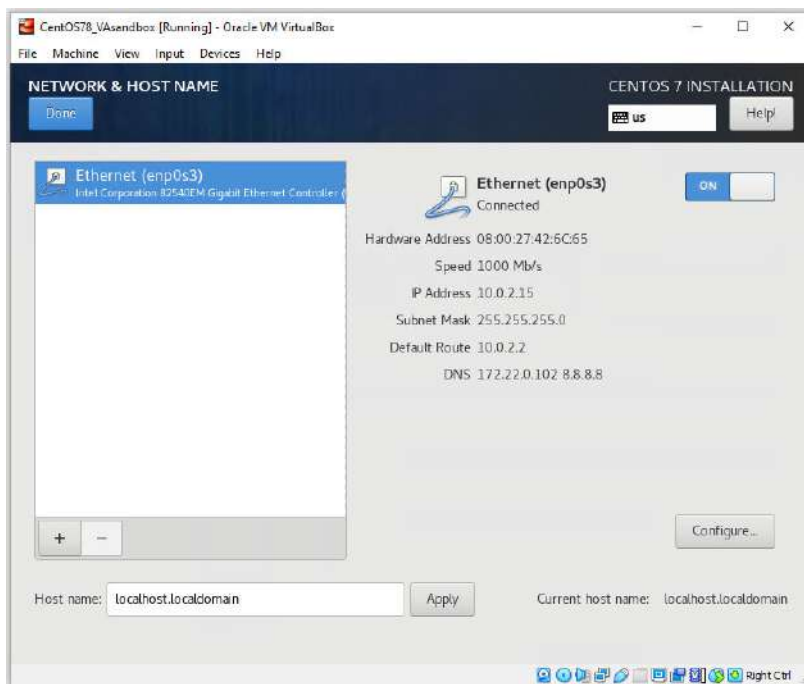 CentOS78_VAsandbox [Running] - Oracle VM VirtualBox
File Machine View Input Devices Help
NETWORK & HOST NAME
CENTOS 7 INSTALLATION
Done
us
Help!
Ethernet (enp0s3)
Intel Corporation 82540EM Gigabit Ethernet Controller (
Ethernet (enp0s3)
Connected
ON
Hardware Address 08:00:27:42:6C:65
Speed 1000 Mb/s
IP Address 10.0.2.15
Subnet Mask 255.255.255.0
Default Route 10.0.2.2
DNS 172.22.0.102 8.8.8.8
+ −
Configure...
Host name: localhost.localdomain
Apply
Current host name: localhost.localdomain
Right Ctrl